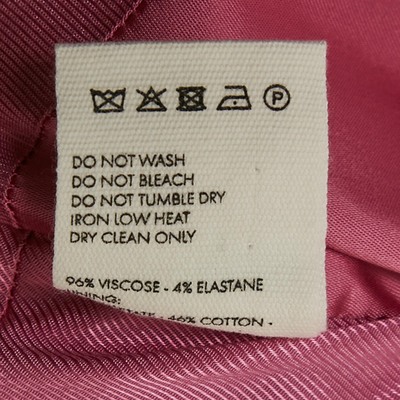 P
DO NOT WASH
DO NOT BLEACH
DO NOT TUMBLE DRY
IRON LOW HEAT
DRY CLEAN ONLY
96% VISCOSE - 4% ELASTANE
46% COTTON -